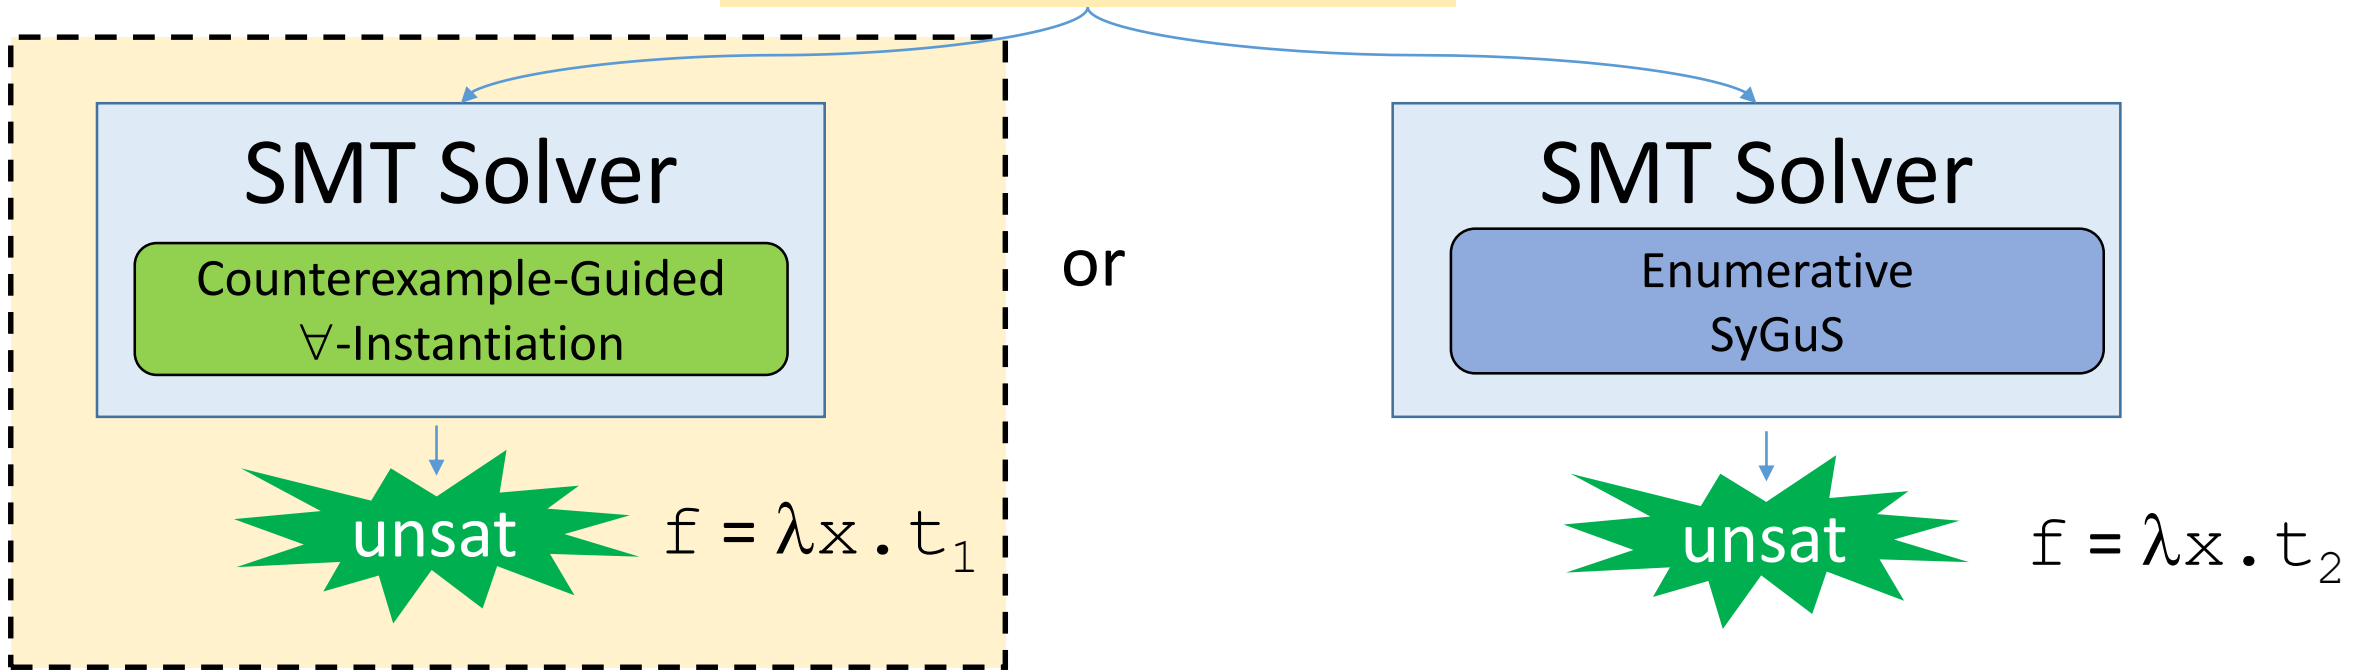 SMT Solver
Counterexample-Guided
∀-Instantiation
unsat
f = λx.t₁
or
SMT Solver
Enumerative
SyGuS
unsat
f = λx.t₂